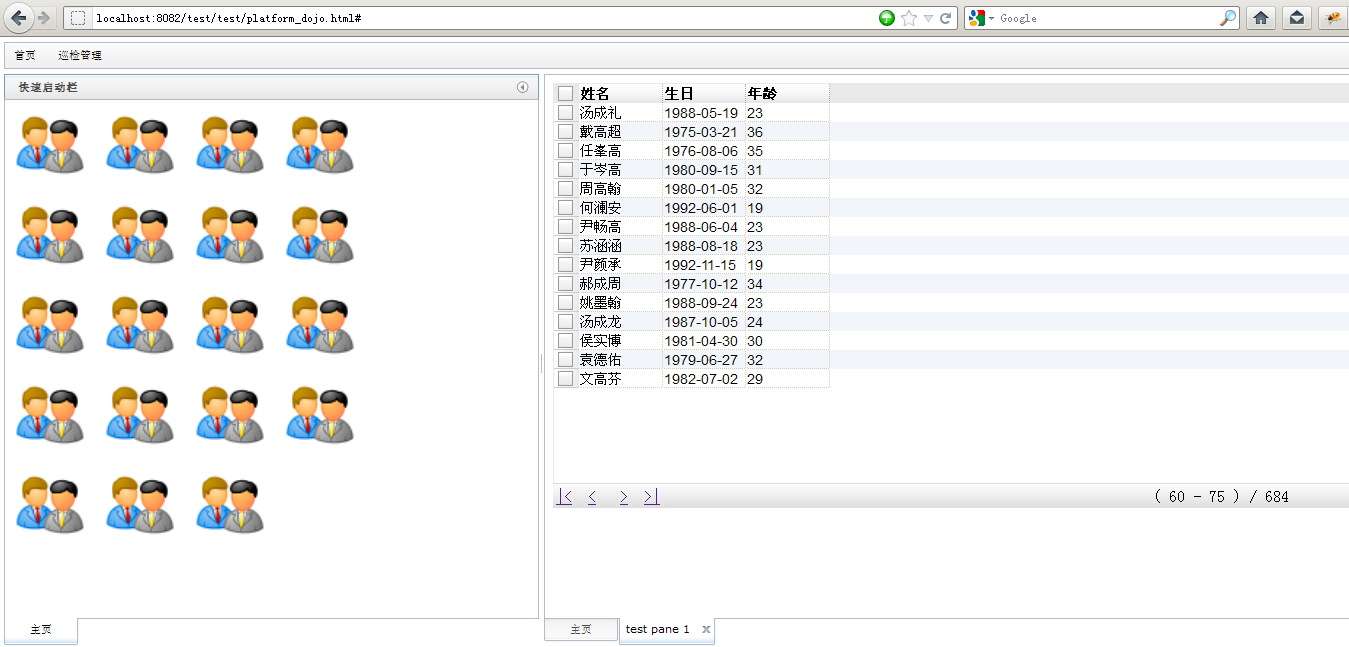 localhost:8082/test/test/platform_dojo.html#
Google
首页 巡检管理
快速启动栏
姓名 生日 年龄
汤成礼 1988-05-19 23
戴高超 1975-03-21 36
任峯高 1976-08-06 35
于岑高 1980-09-15 31
周高翰 1980-01-05 32
何澜安 1992-06-01 19
尹畅高 1988-06-04 23
苏涵涵 1988-08-18 23
尹颜承 1992-11-15 19
郝成周 1977-10-12 34
姚墨翰 1988-09-24 23
汤成龙 1987-10-05 24
侯实博 1981-04-30 30
袁德佑 1979-06-27 32
文高芬 1982-07-02 29
|< < > >| ( 60 - 75 ) / 684
主页
主页 test pane 1 x